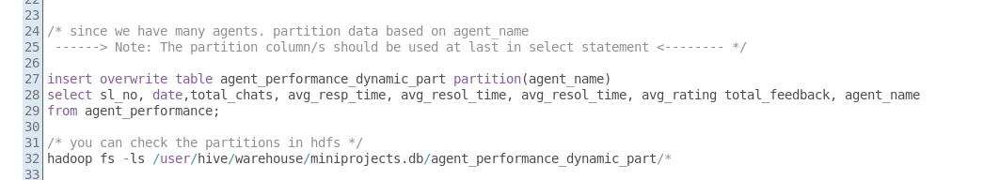 23
24 /* since we have many agents. partition data based on agent_name
25 ------> Note: The partition column/s should be used at last in select statement <-------- */
26
27 insert overwrite table agent_performance_dynamic_part partition(agent_name)
28 select sl_no, date,total_chats, avg_resp_time, avg_resol_time, avg_resol_time, avg_rating total_feedback, agent_name
29 from agent_performance;
30
31 /* you can check the partitions in hdfs */
32 hadoop fs -ls /user/hive/warehouse/miniprojects.db/agent_performance_dynamic_part/*
33